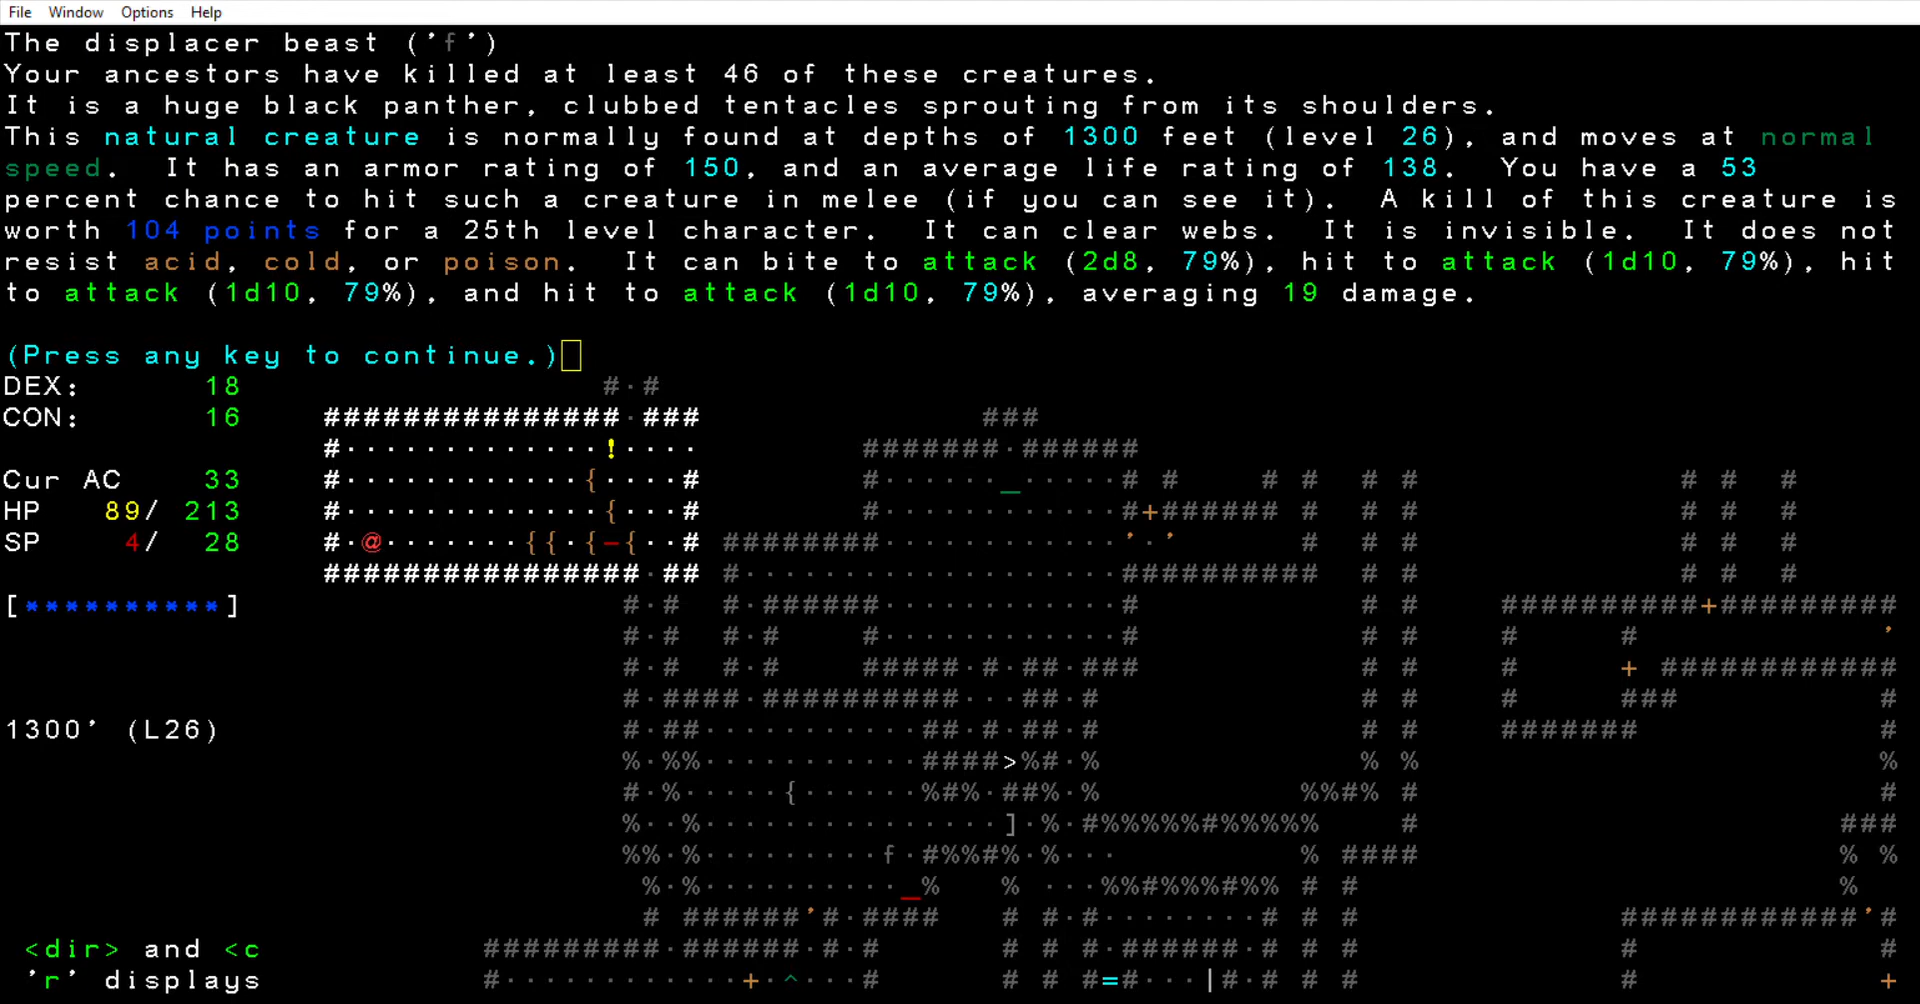 File Window Options Help
The displacer beast ('f')
Your ancestors have killed at least 46 of these creatures.
It is a huge black panther, clubbed tentacles sprouting from its shoulders.
This natural creature is normally found at depths of 1300 feet (level 26), and moves at normal
speed. It has an armor rating of 150, and an average life rating of 138. You have a 53
percent chance to hit such a creature in melee (if you can see it). A kill of this creature is
worth 104 points for a 25th level character. It can clear webs. It is invisible. It does not
resist acid, cold, or poison. It can bite to attack (2d8, 79%), hit to attack (1d10, 79%), hit
to attack (1d10, 79%), and hit to attack (1d10, 79%), averaging 19 damage.
(Press any key to continue.)
DEX: 18
CON: 16
Cur AC 33
HP 89/ 213
SP 4/ 28
[**********]
1300' (L26)
<dir> and <c
'r' displays